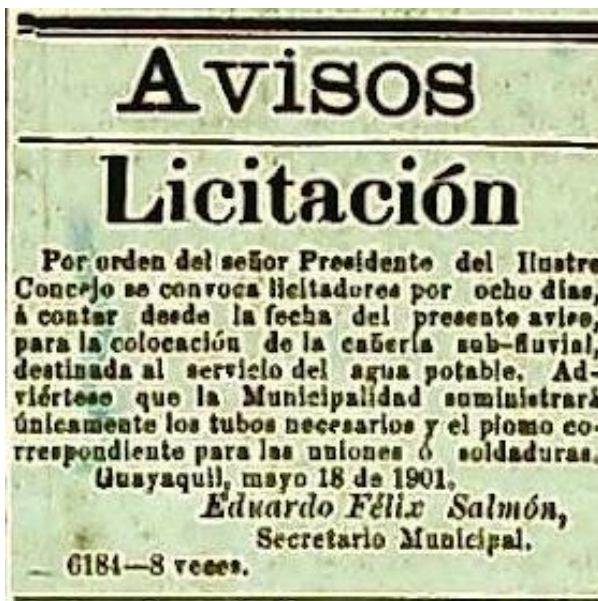 Avisos
Licitación
Por orden del señor Presidente del Ilustre
Concejo se convoca licitadores por ocho días,
á contar desde la fecha del presente aviso,
para la colocación de la cañería sub-fluvial,
destinada al servicio del agua potable. Ad-
viértese que la Municipalidad suministrará
únicamente los tubos necesarios y el plomo co-
rrespondiente para las uniones ó soldaduras.
Guayaquil, mayo 18 de 1901.
Eduardo Félix Salmón,
Secretario Municipal.
6184—8 veces.